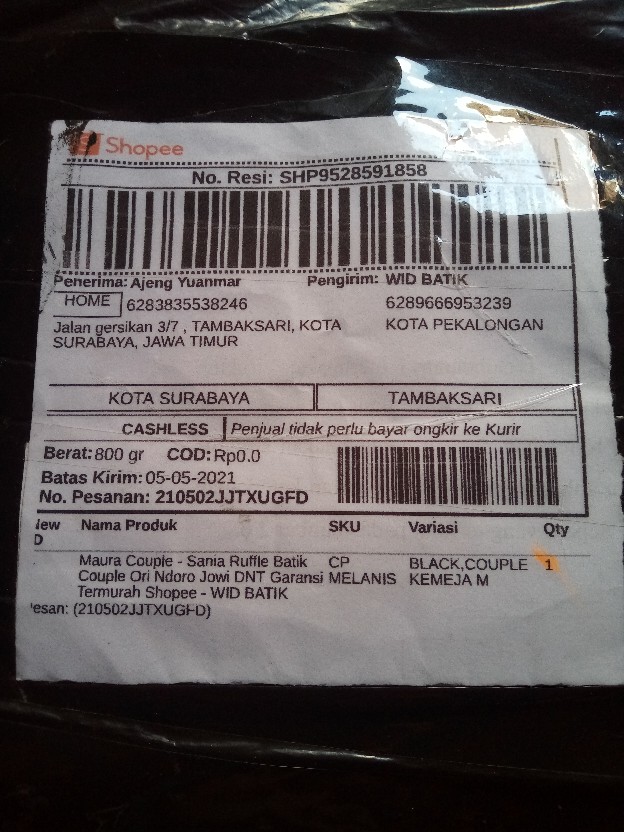 Shopee
No. Resi: SHP9528591858
Penerima: Ajeng Yuanmar Pengirim: WID BATIK
HOME 6283835538246 6289666953239
Jalan gersikan 3/7 , TAMBAKSARI, KOTA KOTA PEKALONGAN
SURABAYA, JAWA TIMUR
KOTA SURABAYA TAMBAKSARI
CASHLESS Penjual tidak perlu bayar ongkir ke Kurir
Berat: 800 gr COD: Rp0.0
Batas Kirim: 05-05-2021
No. Pesanan: 210502JJTXUGFD
Nama Produk SKU Variasi Qty
Maura Couple - Sania Ruffle Batik CP BLACK,COUPLE 1
Couple Ori Ndoro Jowi DNT Garansi MELANIS KEMEJA M
Termurah Shopee - WID BATIK
esan: (210502JJTXUGFD)